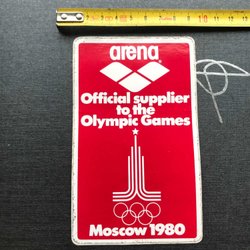 arena
Official supplier
to the
Olympic Games
Moscow 1980